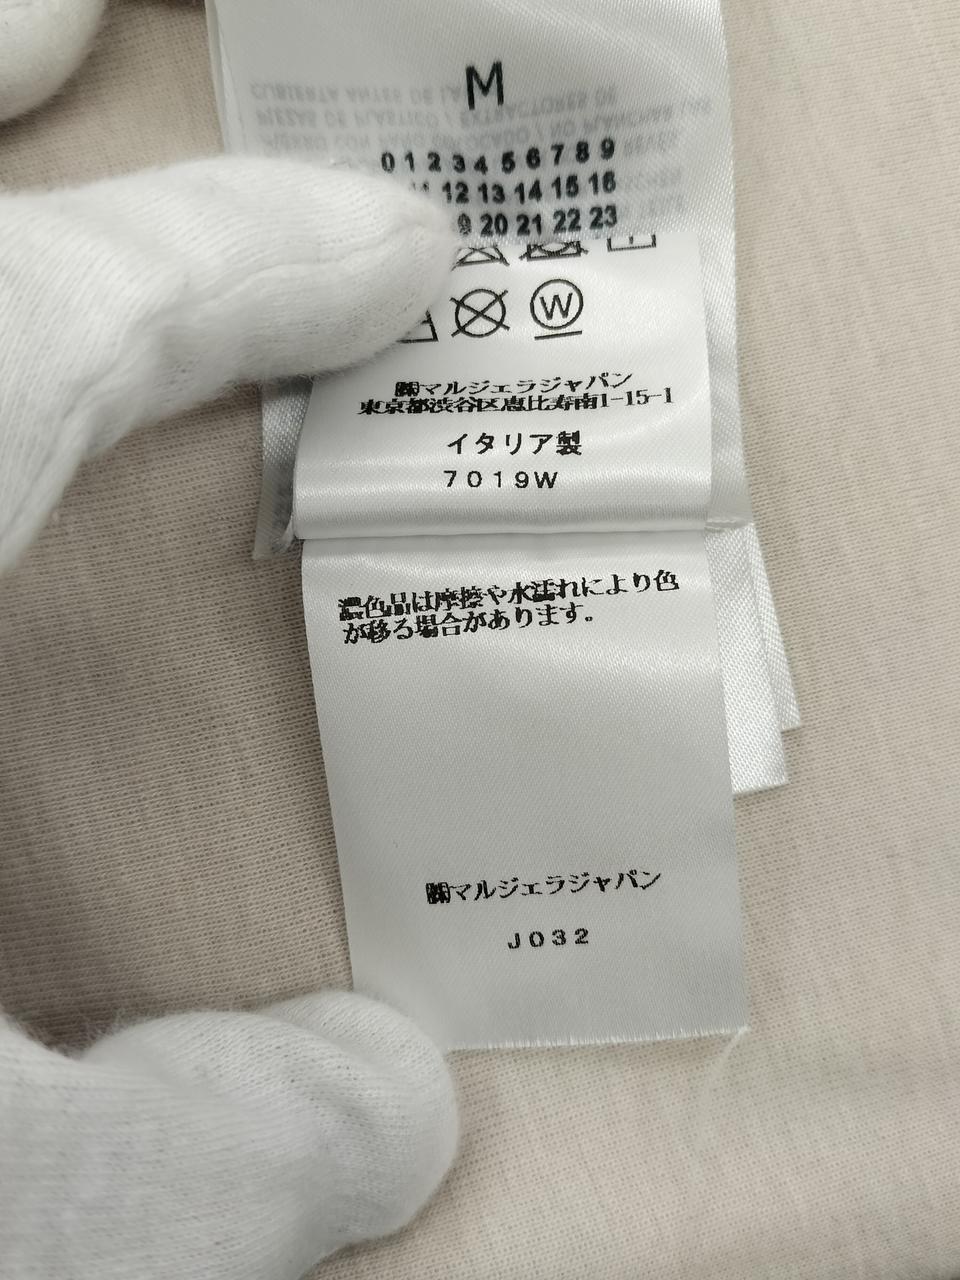 M
0 1 2 3 4 5 6 7 8 9
11 12 13 14 15 16
9 20 21 22 23
W
㈱マルジェラジャパン
東京都渋谷区恵比寿南1-15-1
イタリア製
7019W
濃色品は摩擦や水濡れにより色
が移る場合があります。
㈱マルジェラジャパン
J032